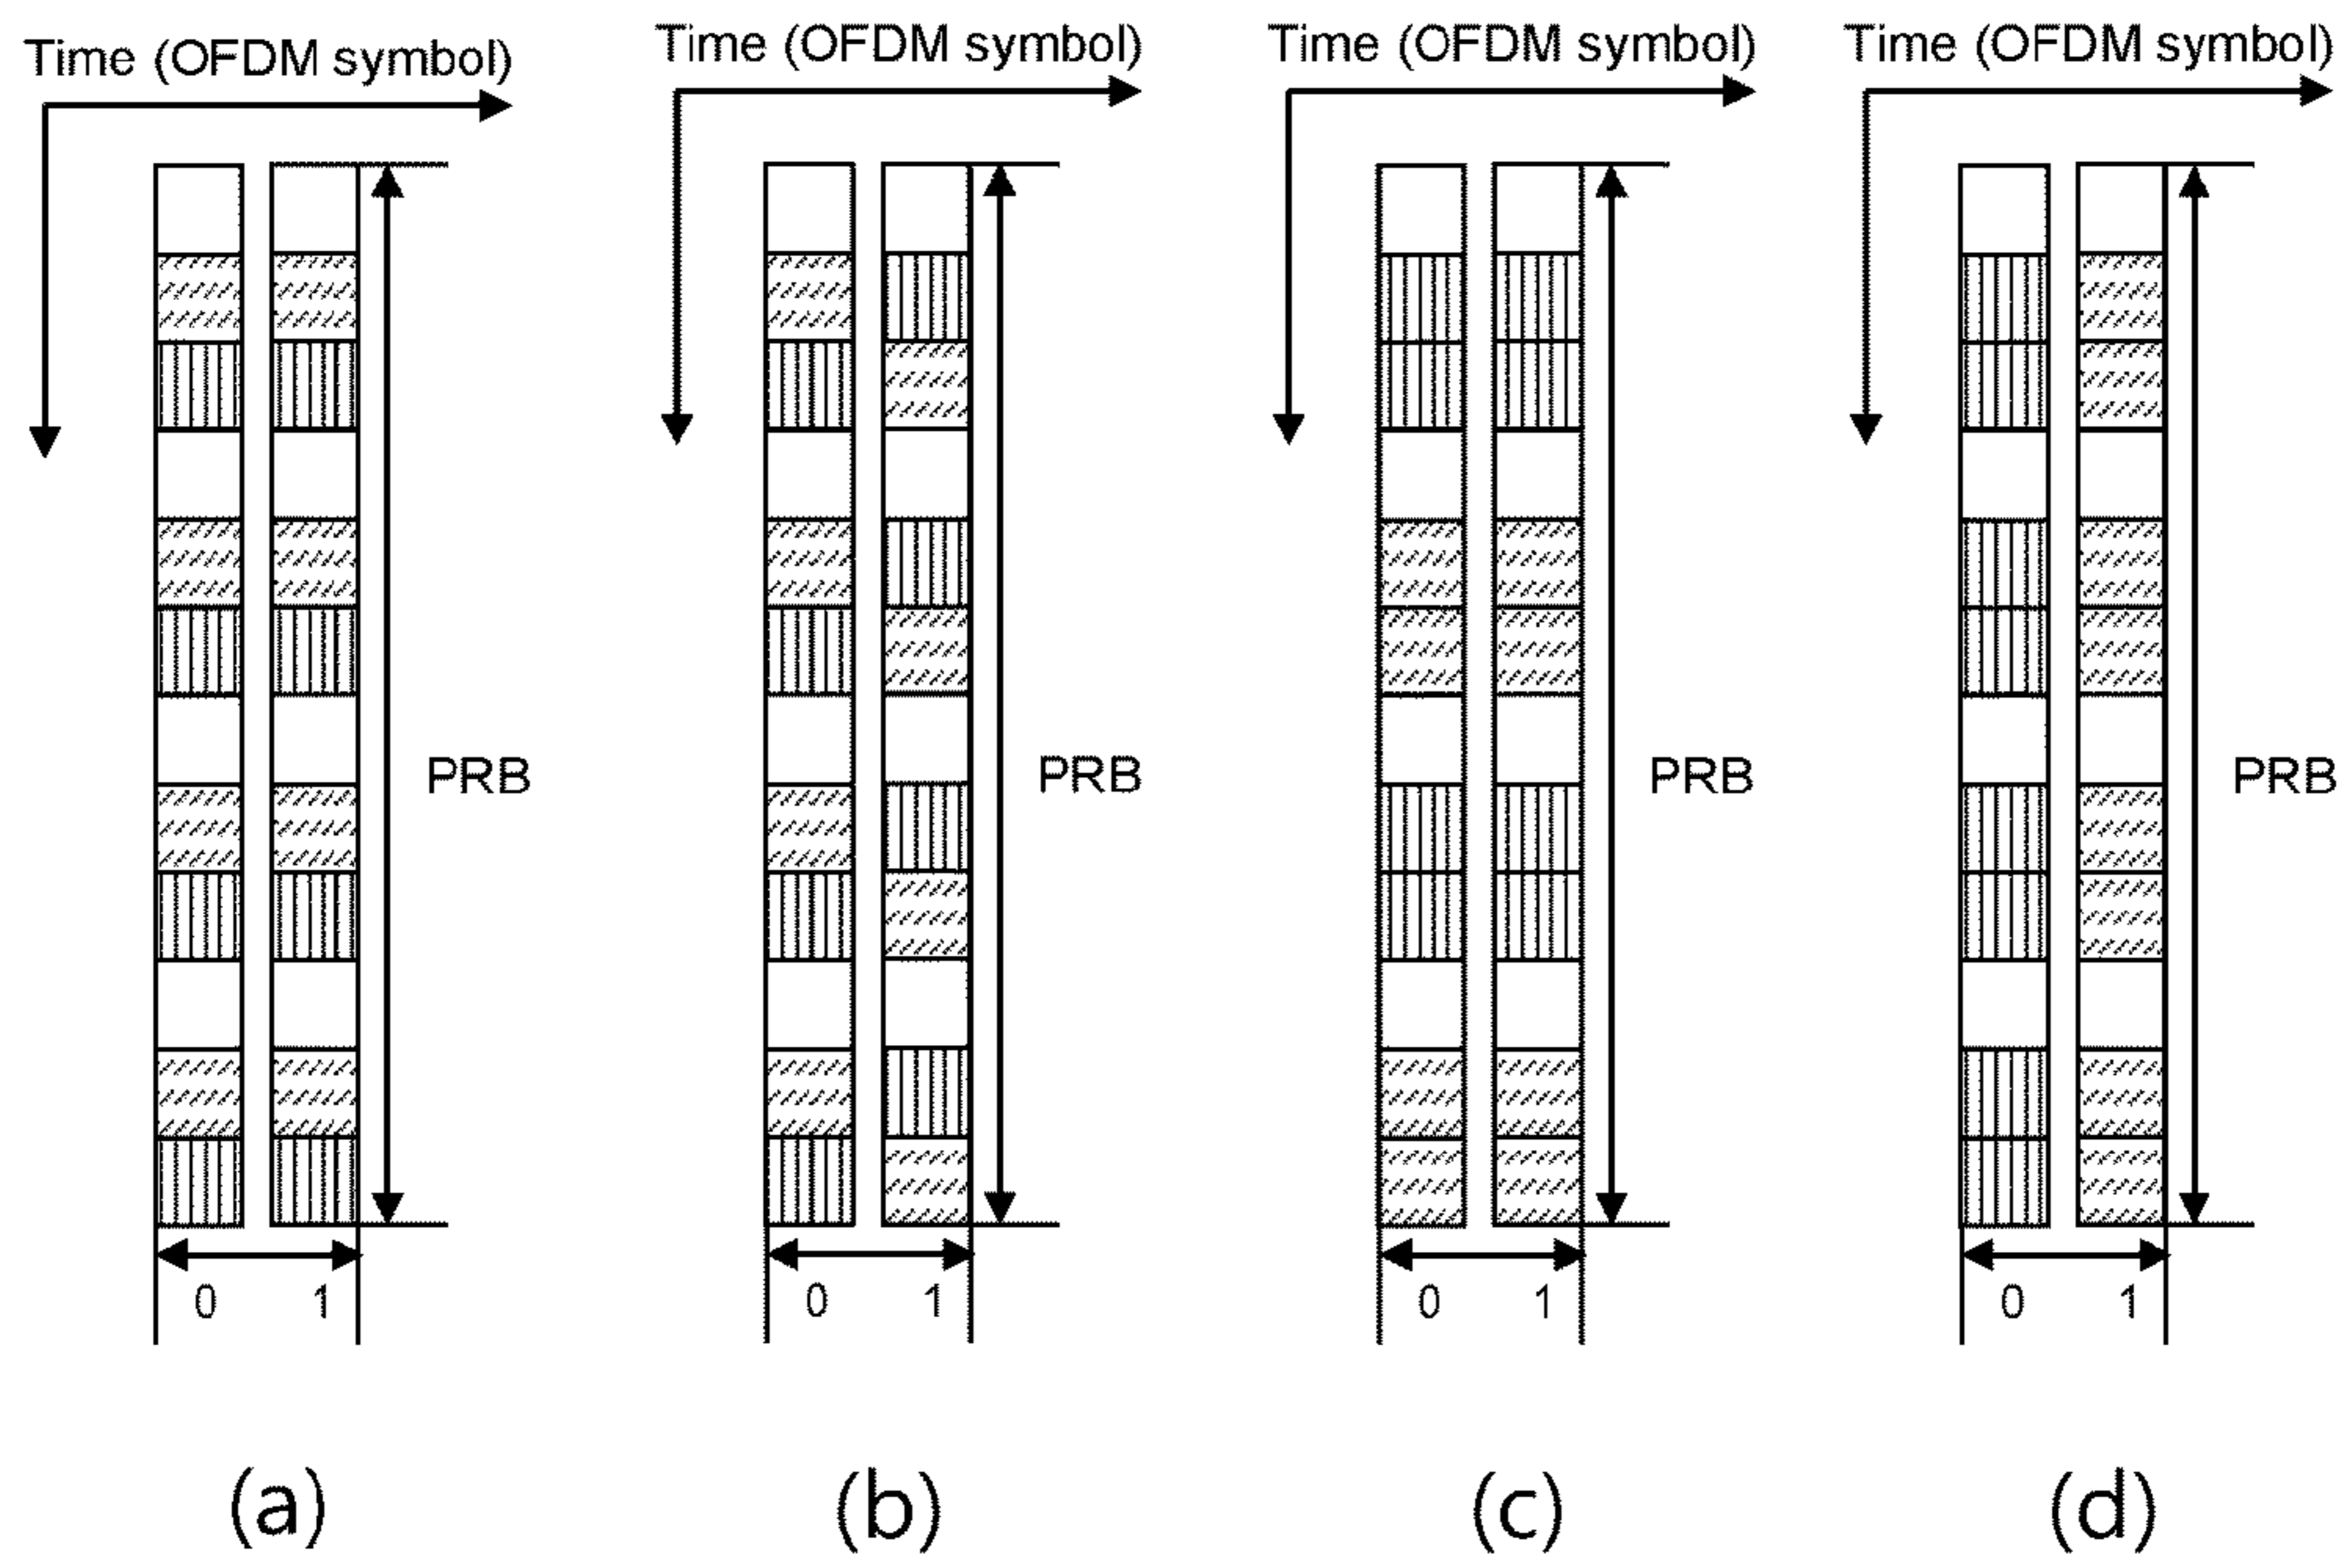 Time (OFDM symbol)
Time (OFDM symbol)
Time (OFDM symbol)
Time (OFDM symbol)
PRB
PRB
PRB
PRB
0 1
0 1
0 1
0 1
(a)
(b)
(c)
(d)